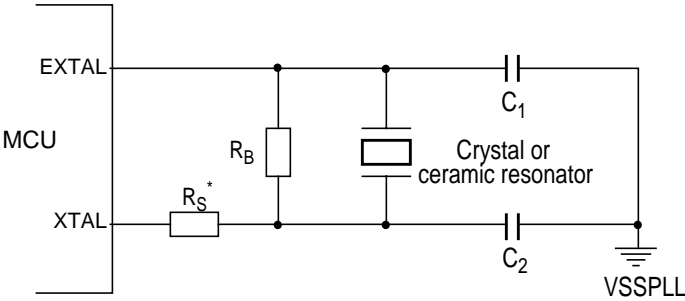 EXTAL
C1
MCU
RB
Crystal or
ceramic resonator
RS*
XTAL
C2
VSSPLL